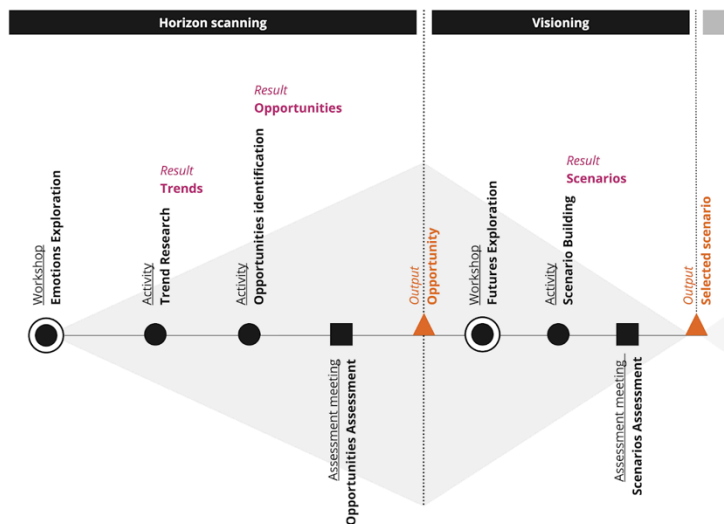 Horizon scanning
Visioning
Workshop
Emotions Exploration
Activity
Trend Research
Result
Trends
Activity
Opportunities identification
Result
Opportunities
Assessment meeting
Opportunities Assessment
Output
Opportunity
Workshop
Futures Exploration
Activity
Scenario Building
Result
Scenarios
Assessment meeting
Scenarios Assessment
Output
Selected scenario